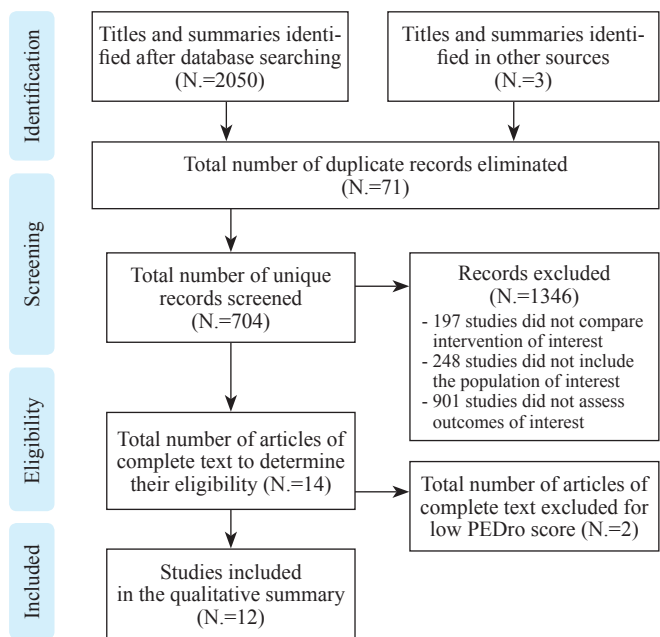 Identification
Titles and summaries identi-
fied after database searching
(N.=2050)
Titles and summaries identified
in other sources
(N.=3)
Total number of duplicate records eliminated
(N.=71)
Screening
Total number of unique
records screened
(N.=704)
Records excluded
(N.=1346)
- 197 studies did not compare
intervention of interest
- 248 studies did not include
the population of interest
- 901 studies did not assess
outcomes of interest
Eligibility
Total number of articles of
complete text to determine
their eligibility (N.=14)
Total number of articles of
complete text excluded for
low PEDro score (N.=2)
Included
Studies included
in the qualitative summary
(N.=12)